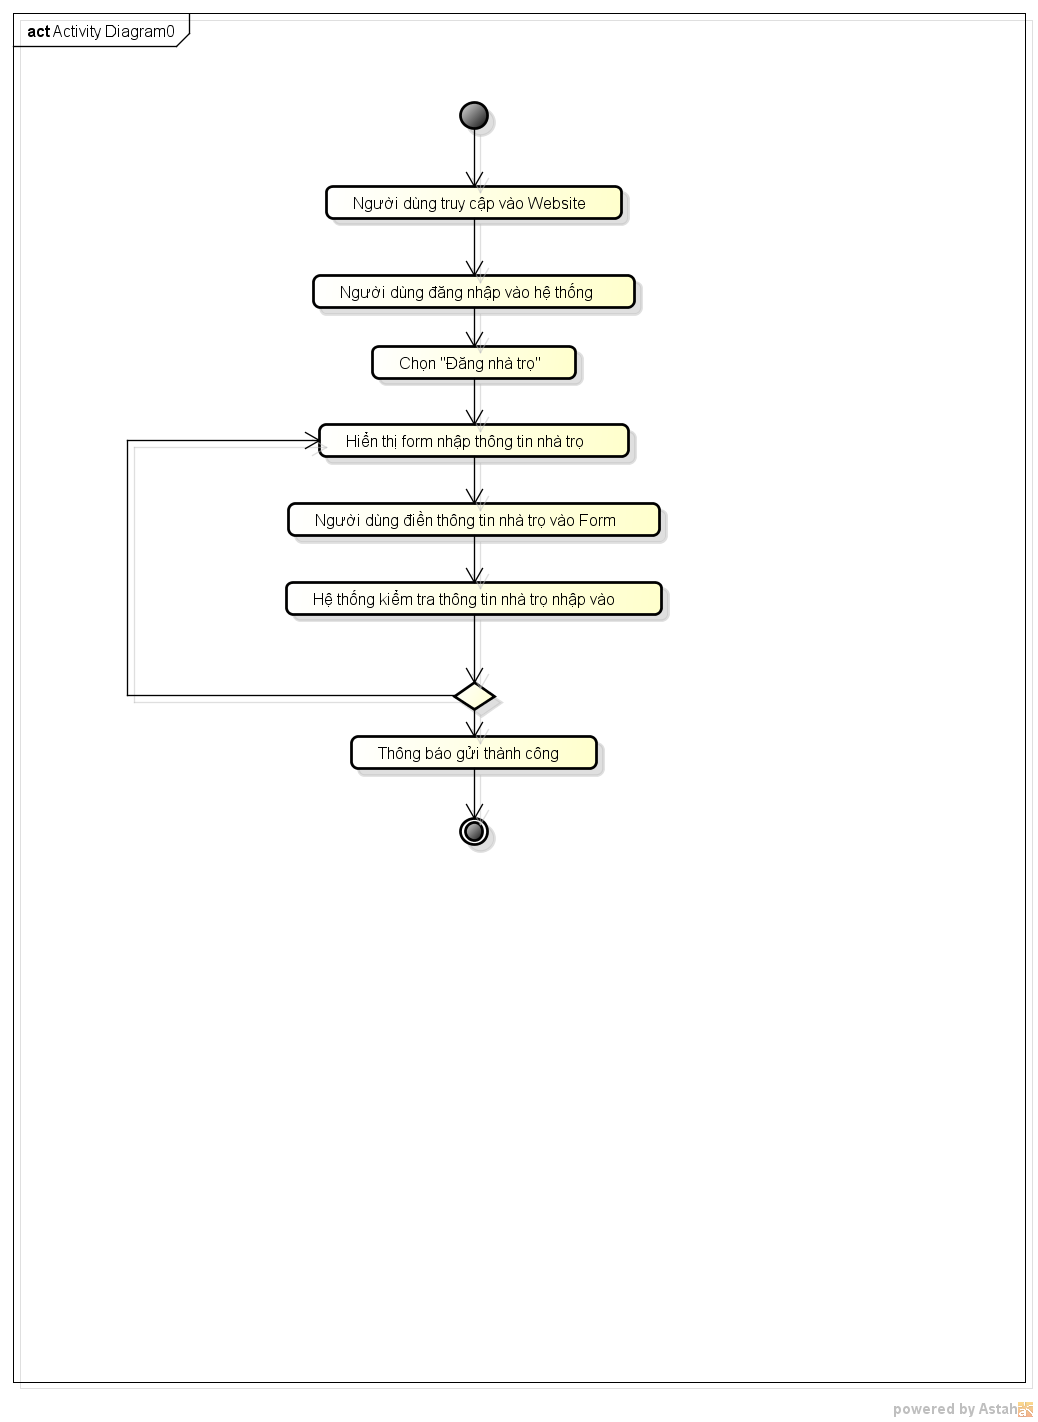 act Activity Diagram0
Người dùng truy cập vào Website
Người dùng đăng nhập vào hệ thống
Chọn "Đăng nhà trọ"
Hiển thị form nhập thông tin nhà trọ
Người dùng điền thông tin nhà trọ vào Form
Hệ thống kiểm tra thông tin nhà trọ nhập vào
Thông báo gửi thành công
powered by Astah